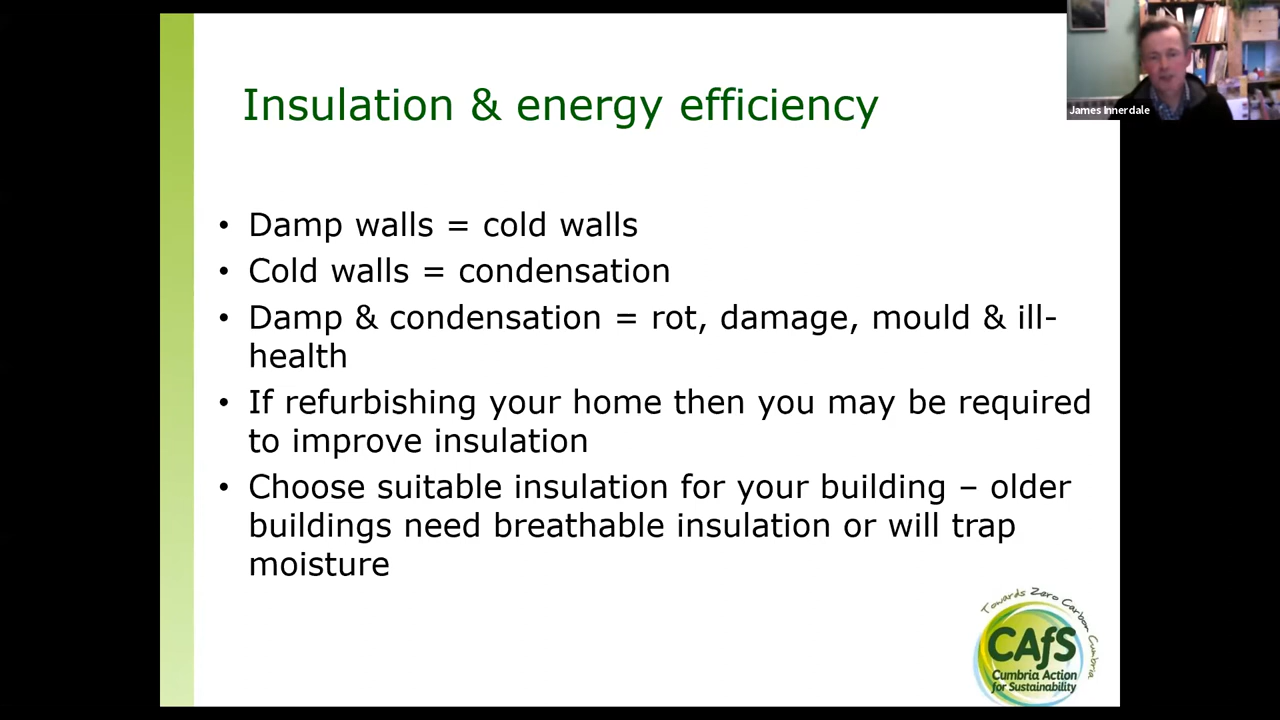 Insulation & energy efficiency
James Innerdale
• Damp walls = cold walls
• Cold walls = condensation
• Damp & condensation = rot, damage, mould & ill-
health
• If refurbishing your home then you may be required
to improve insulation
• Choose suitable insulation for your building – older
buildings need breathable insulation or will trap
moisture
Towards Zero Carbon Cumbria
CAfS
Cumbria Action
for Sustainability